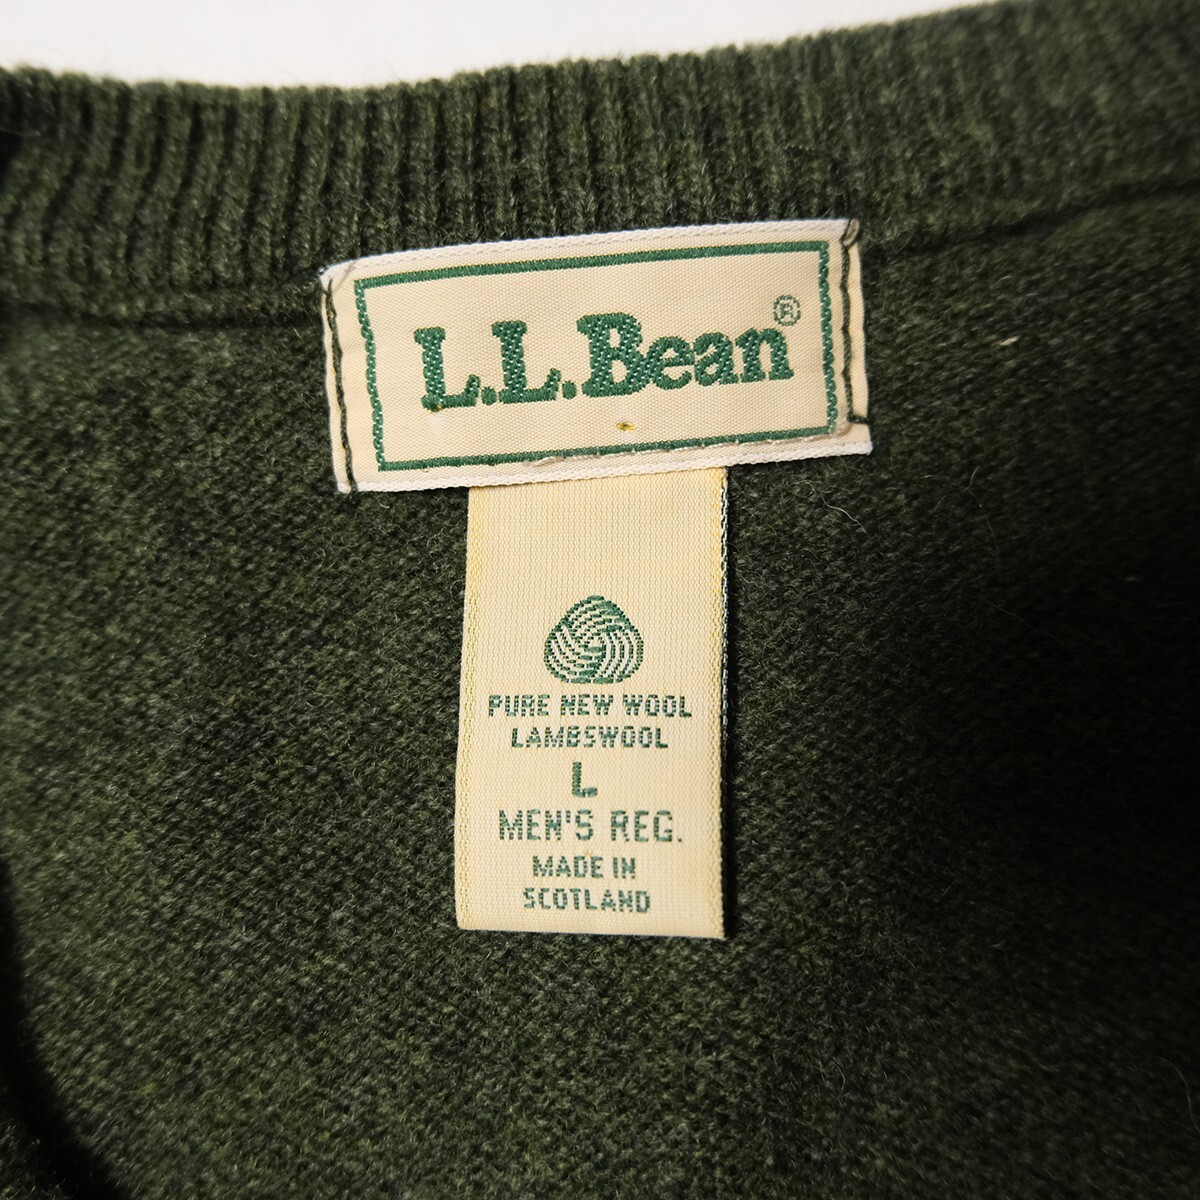 L.L.Bean®
PURE NEW WOOL
LAMBSWOOL
L
MEN'S REG.
MADE IN
SCOTLAND